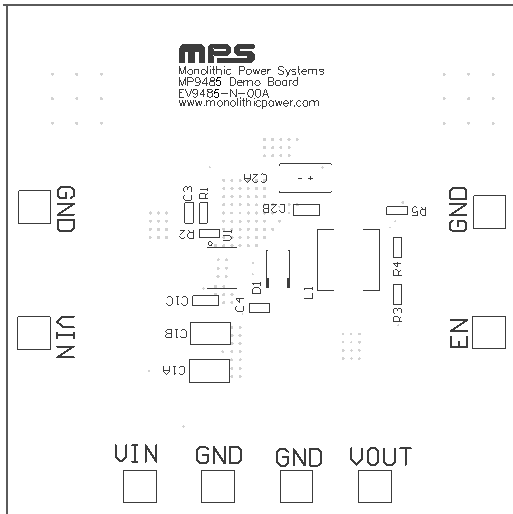 MPS
Monolithic Power Systems
MP9485 Demo Board
EV9485-N-00A
www.monolithicpower.com
C2A
- +
C3
R1
C2B
R5
GND
GND
R2
U1
R4
D1
L1
C1C
C4
R3
VIN
C1B
EN
C1A
VIN GND GND VOUT